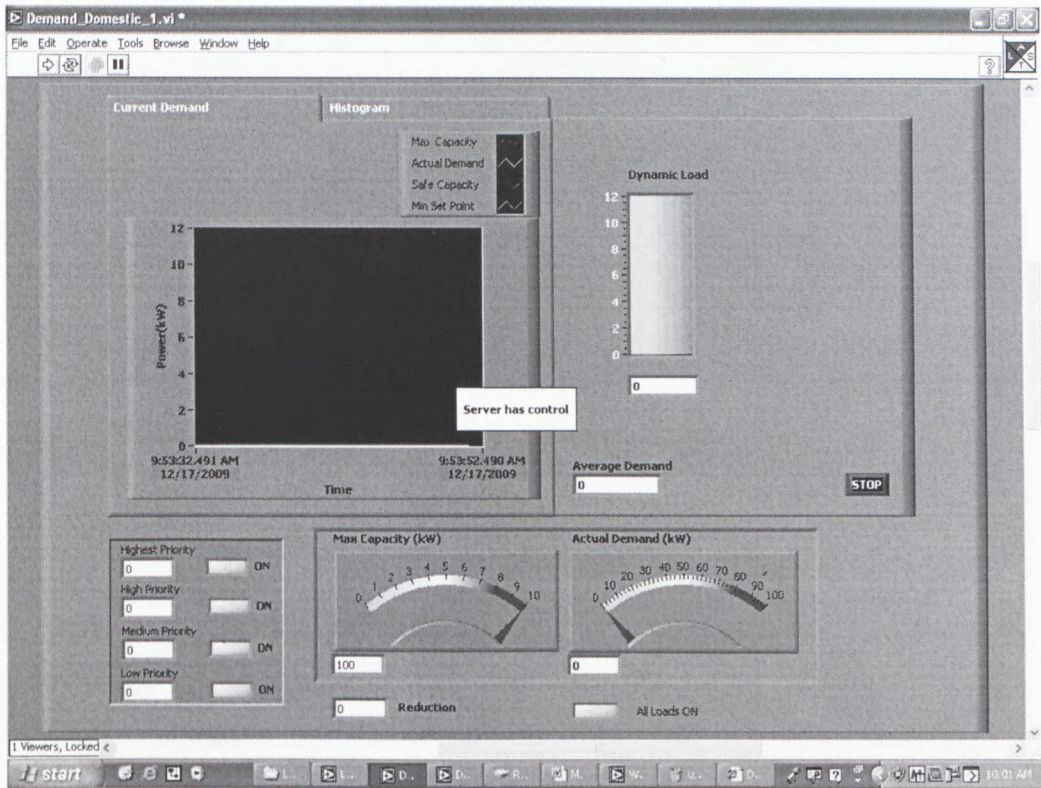 Demand_Domestic_1.vi *
File Edit Operate Tools Browse Window Help
Current Demand
Histogram
Max Capacity
Actual Demand
Safe Capacity
Min Set Point
12
10
8
6
4
2
0
Power(kW)
9:53:32.491 AM
12/17/2009
9:53:52.490 AM
12/17/2009
Time
Server has control
Dynamic Load
12
10
8
6
4
2
0
0
Average Demand
0
STOP
Highest Priority
0 ON
High Priority
0 ON
Medium Priority
0 ON
Low Priority
0 ON
Max Capacity (kW)
0 1 2 3 4 5 6 7 8 9 10
100
Actual Demand (kW)
0 10 20 30 40 50 60 70 80 90 100
0
0 Reduction
All Loads ON
1 Viewers, Locked
start
L..
L..
D..
D..
R..
M..
W..
u..
D..
10:01 AM